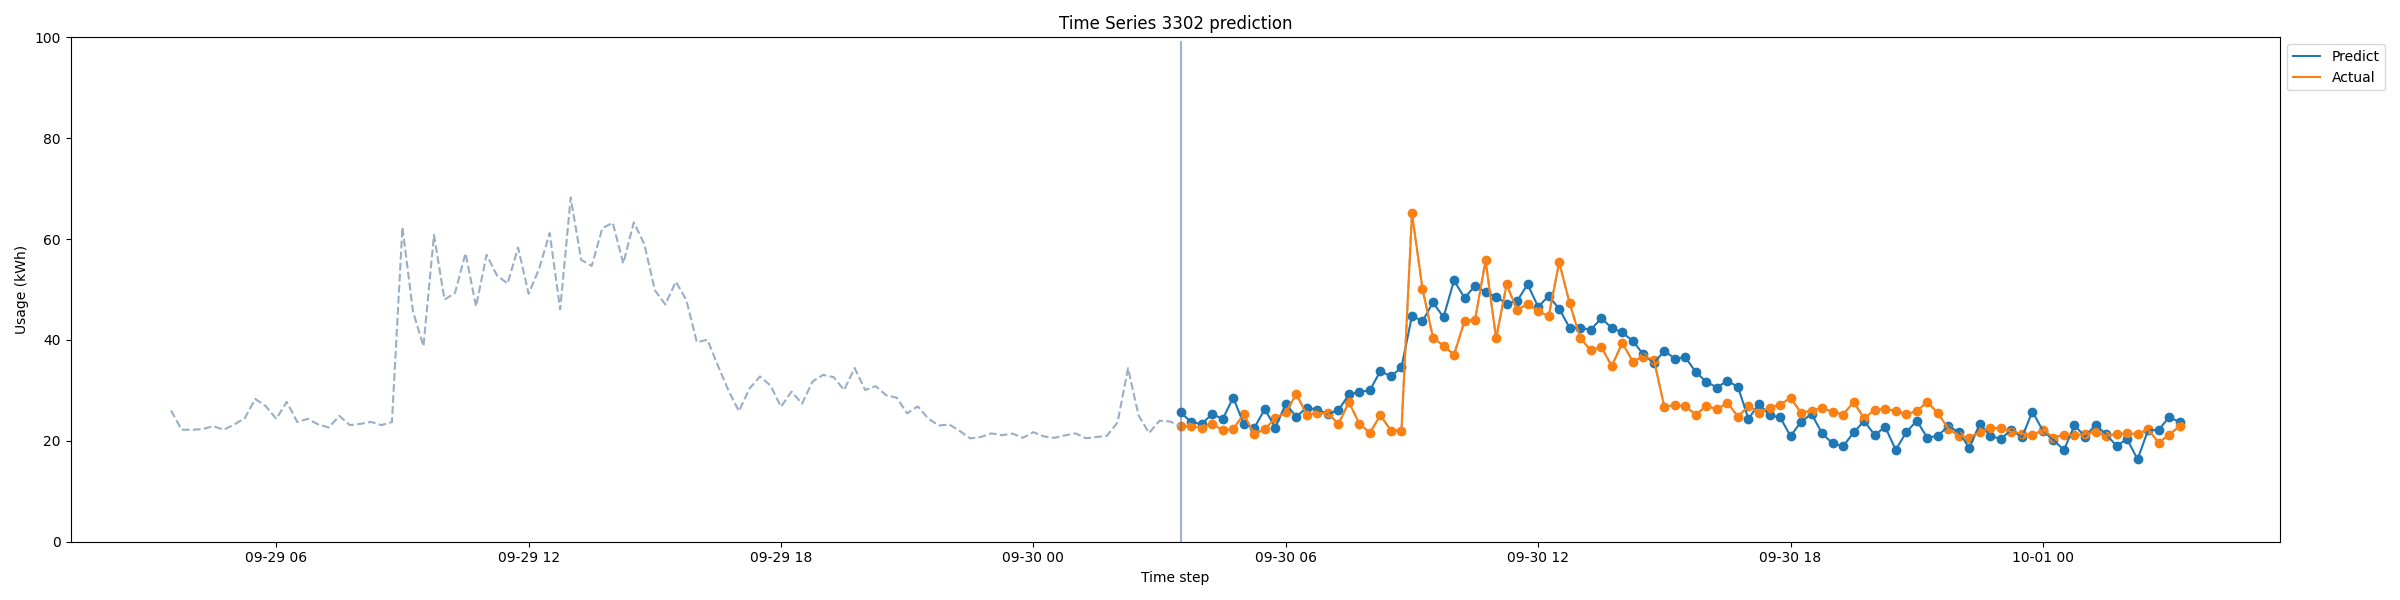 Time Series 3302 prediction
Predict
Actual
Usage (kWh)
100
80
60
40
20
0
09-29 06
09-29 12
09-29 18
09-30 00
09-30 06
09-30 12
09-30 18
10-01 00
Time step